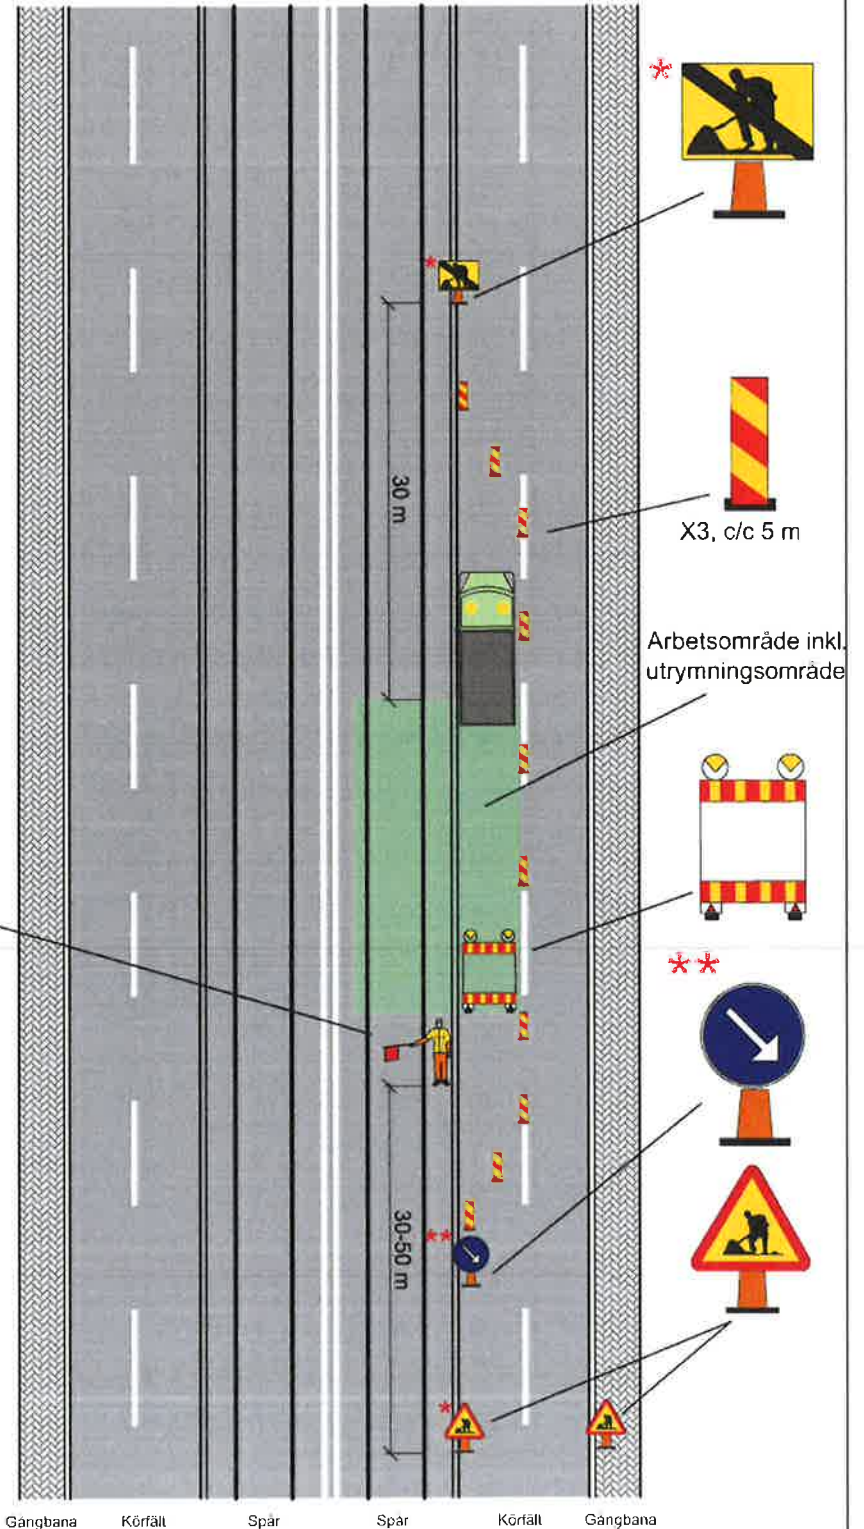 *
*
30 m
X3, c/c 5 m
Arbetsområde inkl.
utrymningsområde
**
30-50 m
**
*
Gångbana Körfält Spår Spår Körfält Gångbana